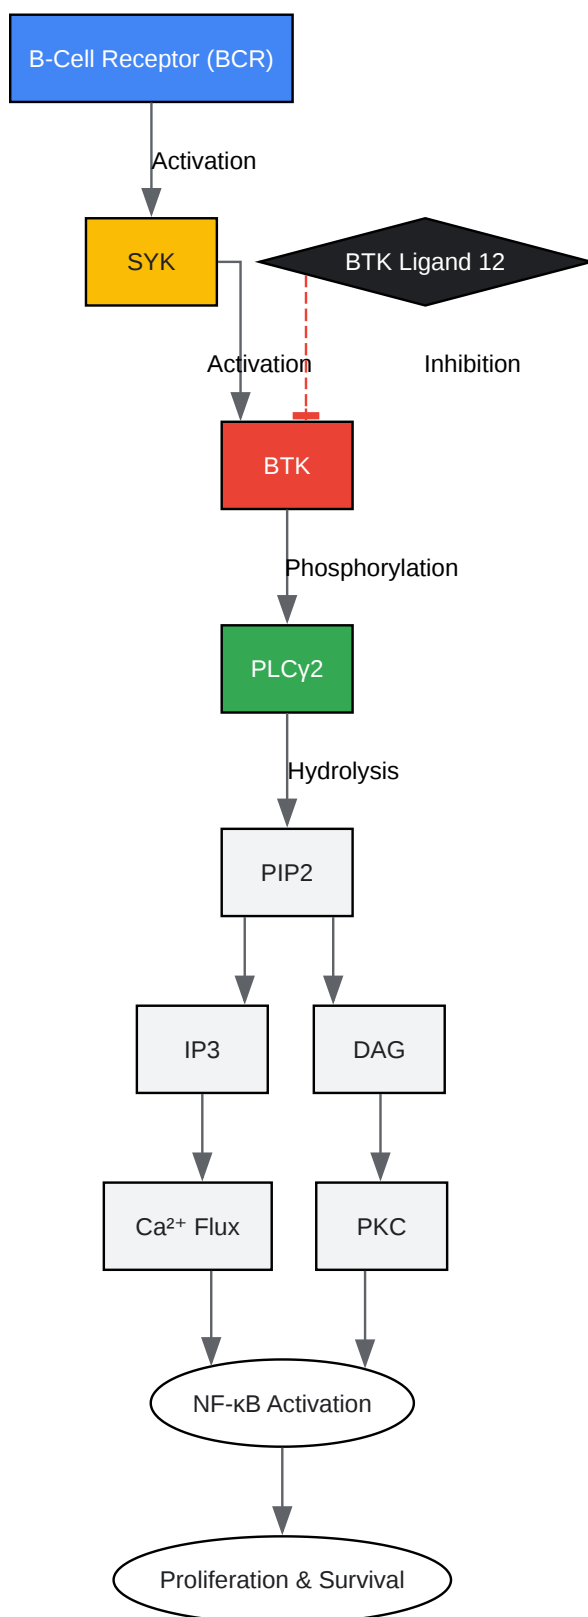 B-Cell Receptor (BCR)
Activation
SYK
BTK Ligand 12
Activation
Inhibition
BTK
Phosphorylation
PLCγ2
Hydrolysis
PIP2
IP3
DAG
Ca²⁺ Flux
PKC
NF-κB Activation
Proliferation & Survival